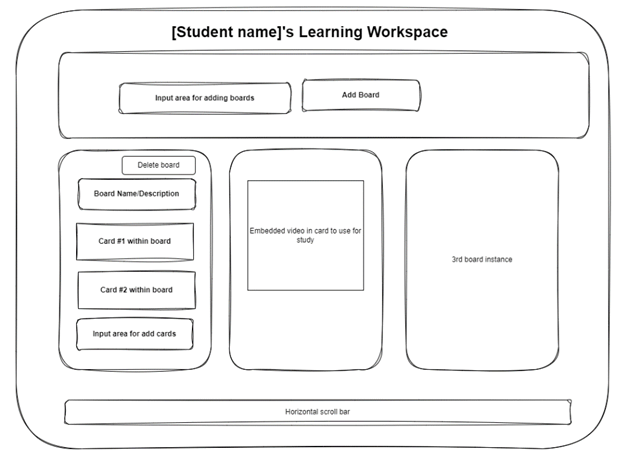 [Student name]'s Learning Workspace
Input area for adding boards
Add Board
Delete board
Board Name/Description
Card #1 within board
Card #2 within board
Input area for add cards
Embedded video in card to use for
study
3rd board instance
Horizontal scroll bar